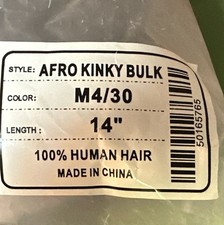 STYLE: AFRO KINKY BULK
COLOR: M4/30
LENGTH: 14"
100% HUMAN HAIR
MADE IN CHINA
50165765